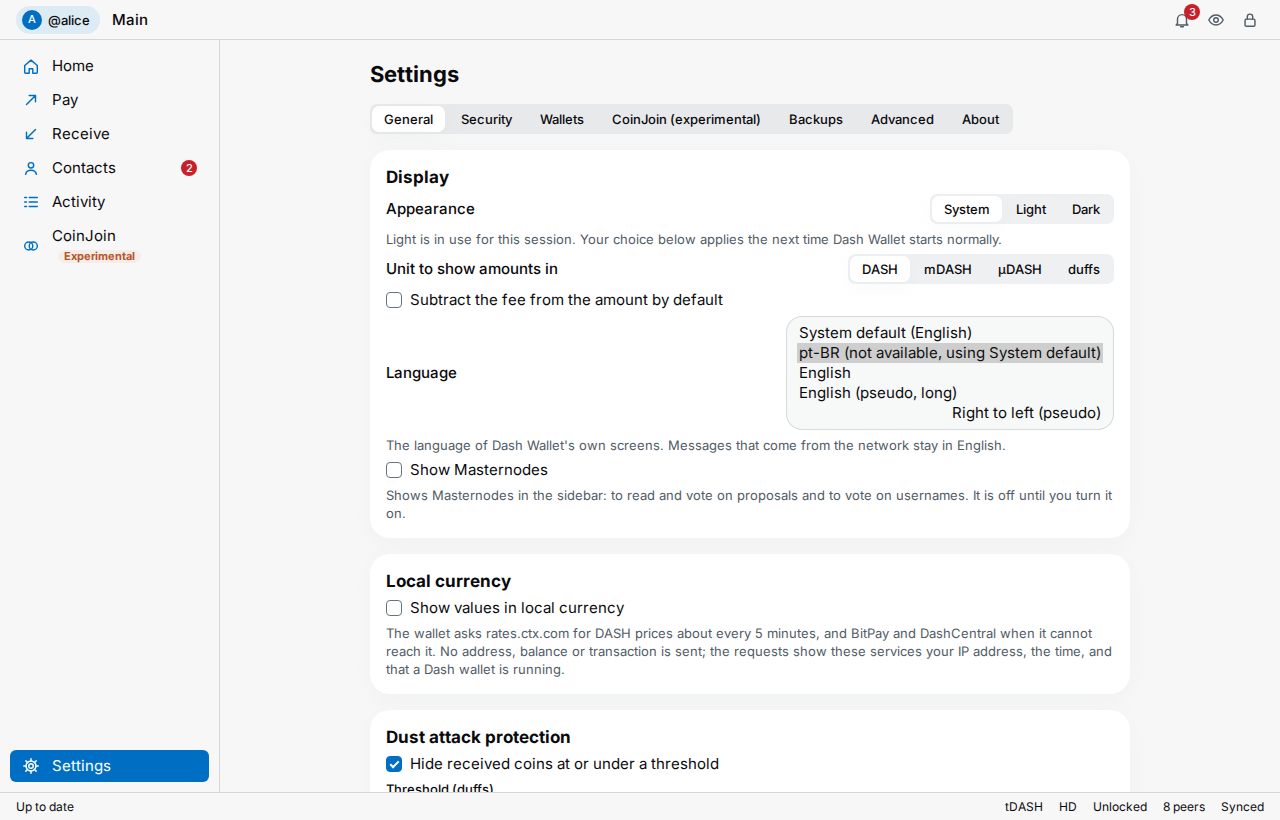 A @alice Main 3
Home
Pay
Receive
Contacts 2
Activity
CoinJoin
Experimental
Settings
Settings
General Security Wallets CoinJoin (experimental) Backups Advanced About
Display
Appearance System Light Dark
Light is in use for this session. Your choice below applies the next time Dash Wallet starts normally.
Unit to show amounts in DASH mDASH µDASH duffs
Subtract the fee from the amount by default
Language
System default (English)
pt-BR (not available, using System default)
English
English (pseudo, long)
Right to left (pseudo)
The language of Dash Wallet's own screens. Messages that come from the network stay in English.
Show Masternodes
Shows Masternodes in the sidebar: to read and vote on proposals and to vote on usernames. It is off until you turn it
on.
Local currency
Show values in local currency
The wallet asks rates.ctx.com for DASH prices about every 5 minutes, and BitPay and DashCentral when it cannot
reach it. No address, balance or transaction is sent; the requests show these services your IP address, the time, and
that a Dash wallet is running.
Dust attack protection
Hide received coins at or under a threshold
Threshold (duffs)
Up to date tDASH HD Unlocked 8 peers Synced